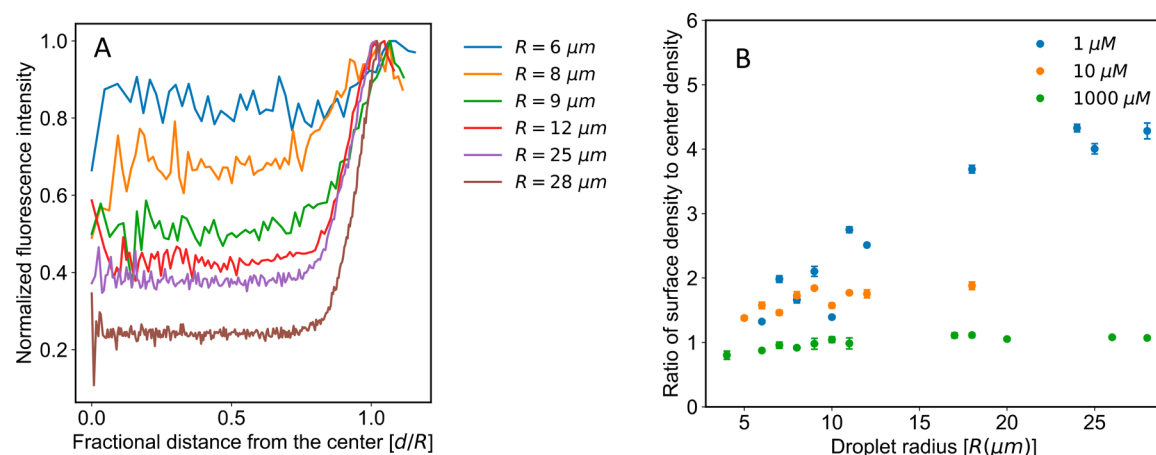 A
Normalized fluorescence intensity
1.0
0.8
0.6
0.4
0.2
0.0
0.5
1.0
Fractional distance from the center [d/R]
R = 6 μm
R = 8 μm
R = 9 μm
R = 12 μm
R = 25 μm
R = 28 μm
B
Ratio of surface density to center density
6
5
4
3
2
1
0
5
10
15
20
25
Droplet radius [R(μm)]
1 μM
10 μM
1000 μM